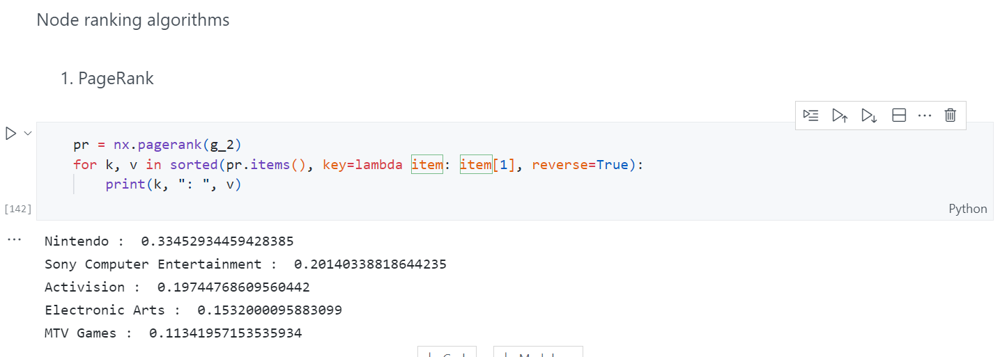 Node ranking algorithms
1. PageRank
pr = nx.pagerank(g_2)
for k, v in sorted(pr.items(), key=lambda item: item[1], reverse=True):
    print(k, ": ", v)
[142]
Python
Nintendo :  0.33452934459428385
Sony Computer Entertainment :  0.20140338818644235
Activision :  0.19744768609560442
Electronic Arts :  0.1532000095883099
MTV Games :  0.11341957153535934